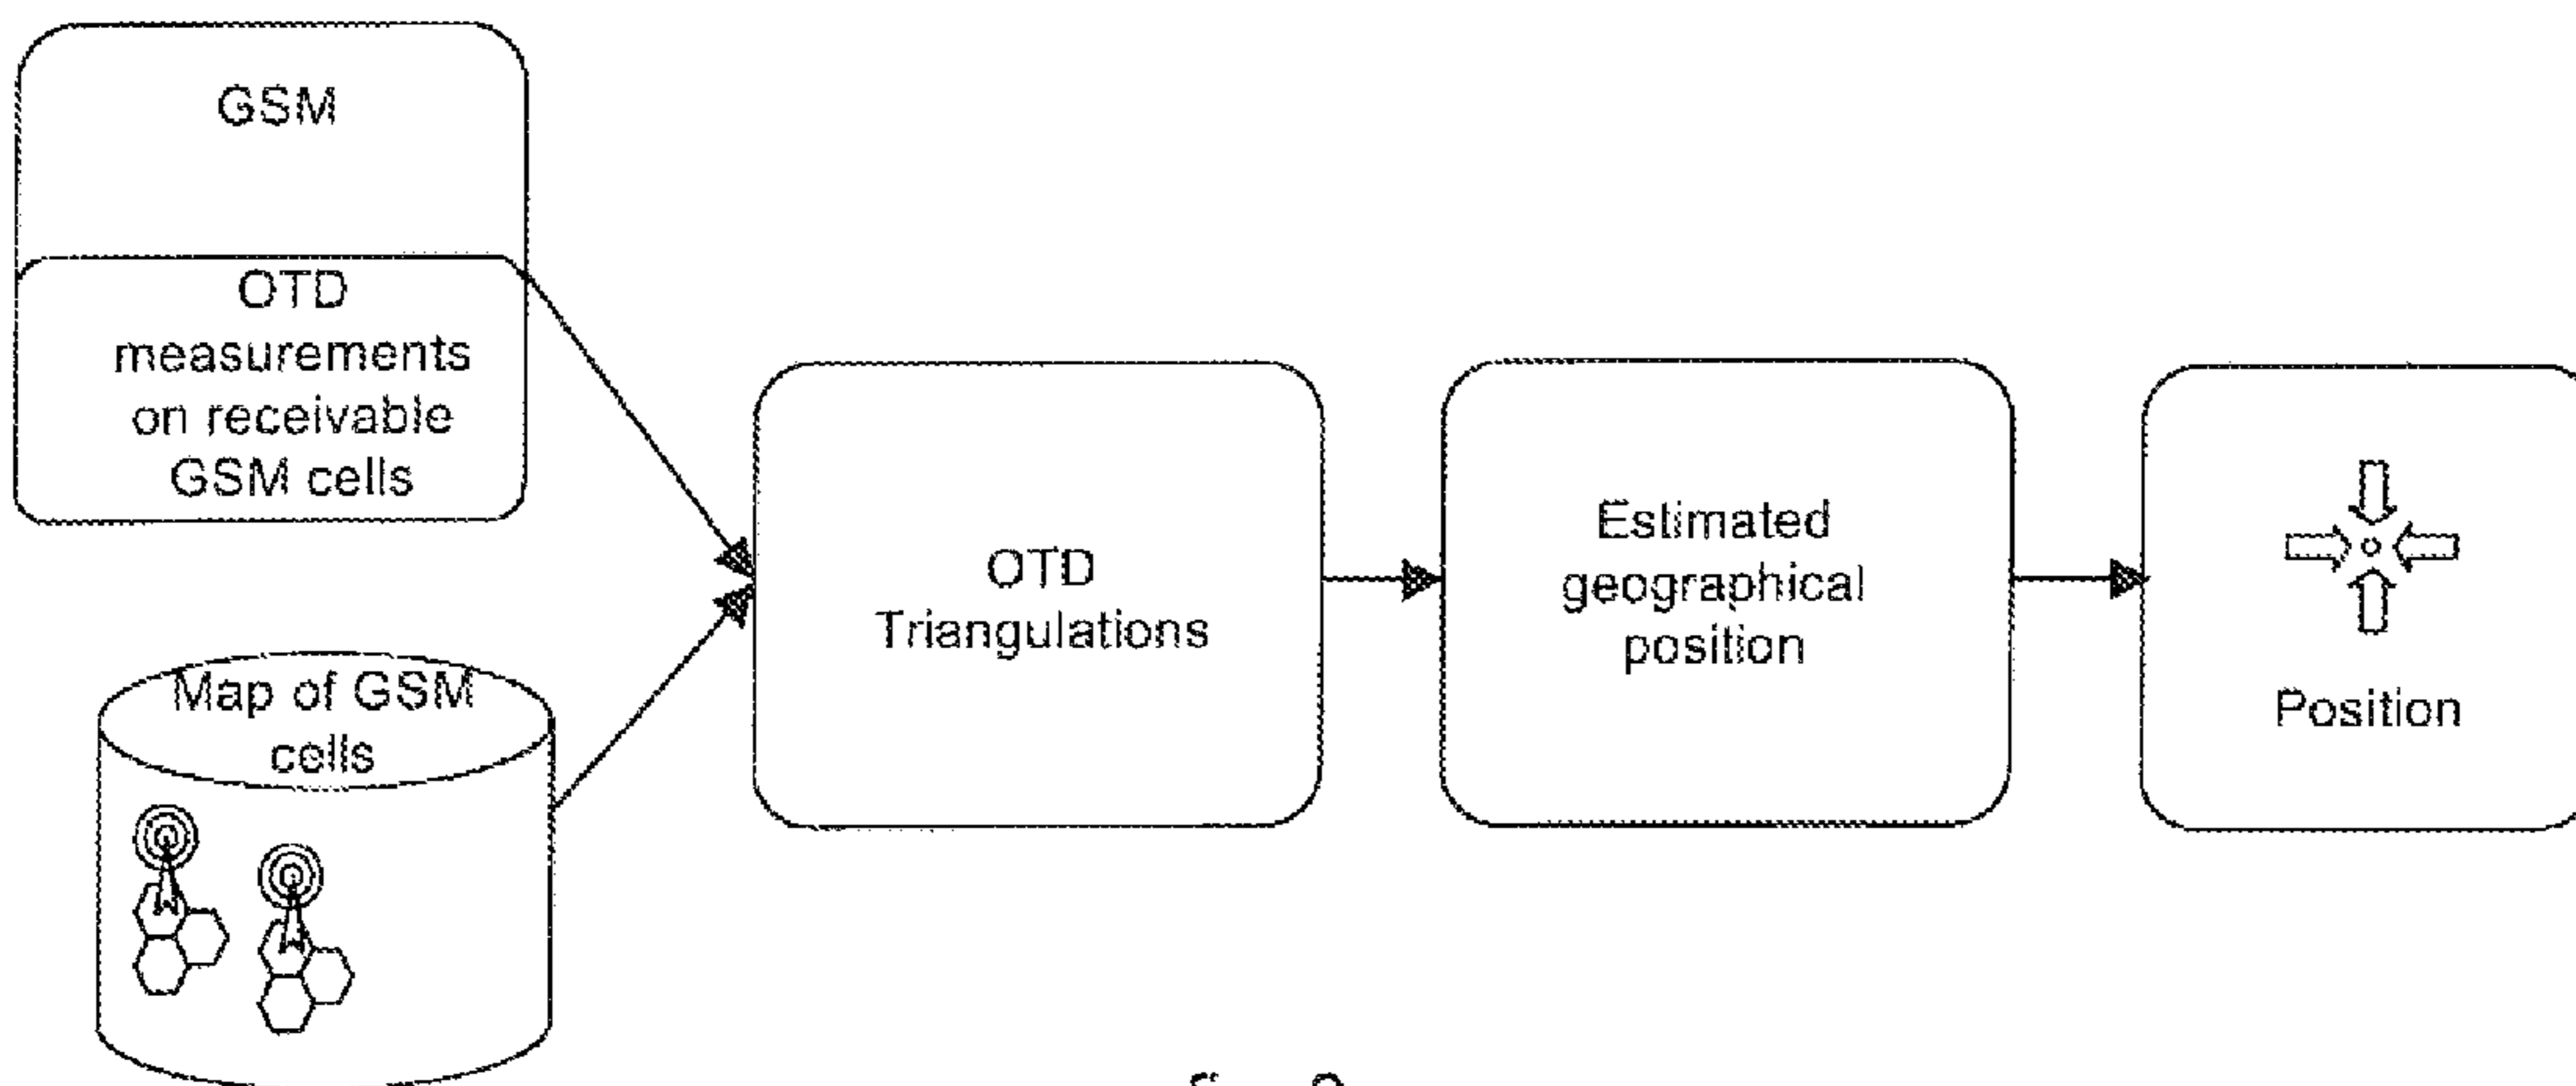 GSM
OTD
measurements
on receivable
GSM cells
Map of GSM
cells
OTD
Triangulations
Estimated
geographical
position
Position